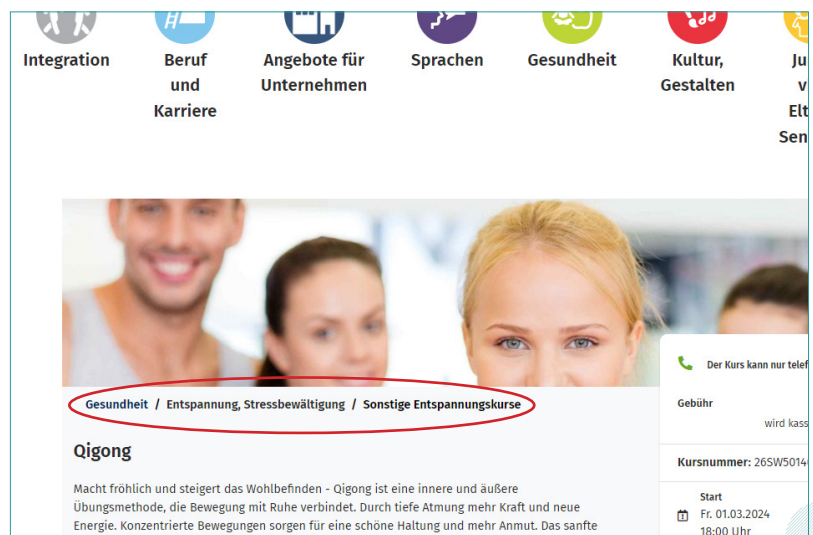 Integration
Beruf
und
Karriere
Angebote für
Unternehmen
Sprachen
Gesundheit
Kultur,
Gestalten
Gesundheit / Entspannung, Stressbewältigung / Sonstige Entspannungskurse
Qigong
Macht fröhlich und steigert das Wohlbefinden - Qigong ist eine innere und äußere
Übungsmethode, die Bewegung mit Ruhe verbindet. Durch tiefe Atmung mehr Kraft und neue
Energie. Konzentrierte Bewegungen sorgen für eine schöne Haltung und mehr Anmut. Das sanfte
Der Kurs kann nur
Gebühr
wird
Kursnummer:
Start
Fr. 01.03.2024
18:00 Uhr